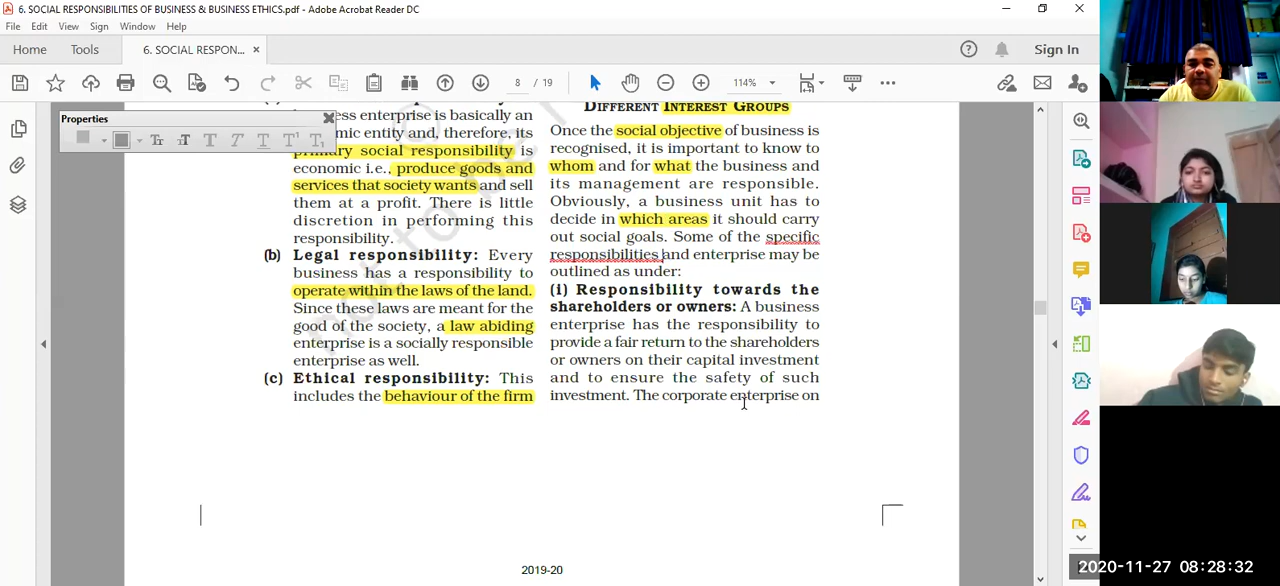 6. SOCIAL RESPONSIBILITIES OF BUSINESS & BUSINESS ETHICS.pdf - Adobe Acrobat Reader DC
File Edit View Sign Window Help
Home Tools 6. SOCIAL RESPON... × Sign In
8 / 19 114%
Properties
ess enterprise is basically an
mic entity and, therefore, its
primary social responsibility is
economic i.e., produce goods and
services that society wants and sell
them at a profit. There is little
discretion in performing this
responsibility.
(b) Legal responsibility: Every
business has a responsibility to
operate within the laws of the land.
Since these laws are meant for the
good of the society, a law abiding
enterprise is a socially responsible
enterprise as well.
(c) Ethical responsibility: This
includes the behaviour of the firm
DIFFERENT INTEREST GROUPS
Once the social objective of business is
recognised, it is important to know to
whom and for what the business and
its management are responsible.
Obviously, a business unit has to
decide in which areas it should carry
out social goals. Some of the specific
responsibilities and enterprise may be
outlined as under:
(i) Responsibility towards the
shareholders or owners: A business
enterprise has the responsibility to
provide a fair return to the shareholders
or owners on their capital investment
and to ensure the safety of such
investment. The corporate enterprise on
2019-20
2020-11-27 08:28:32